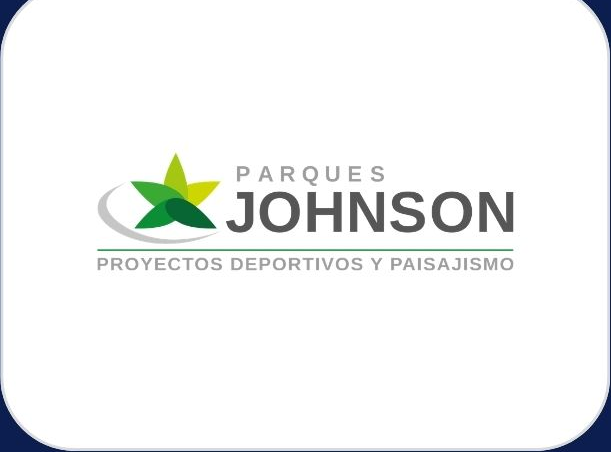 PARQUES
JOHNSON
PROYECTOS DEPORTIVOS Y PAISAJISMO